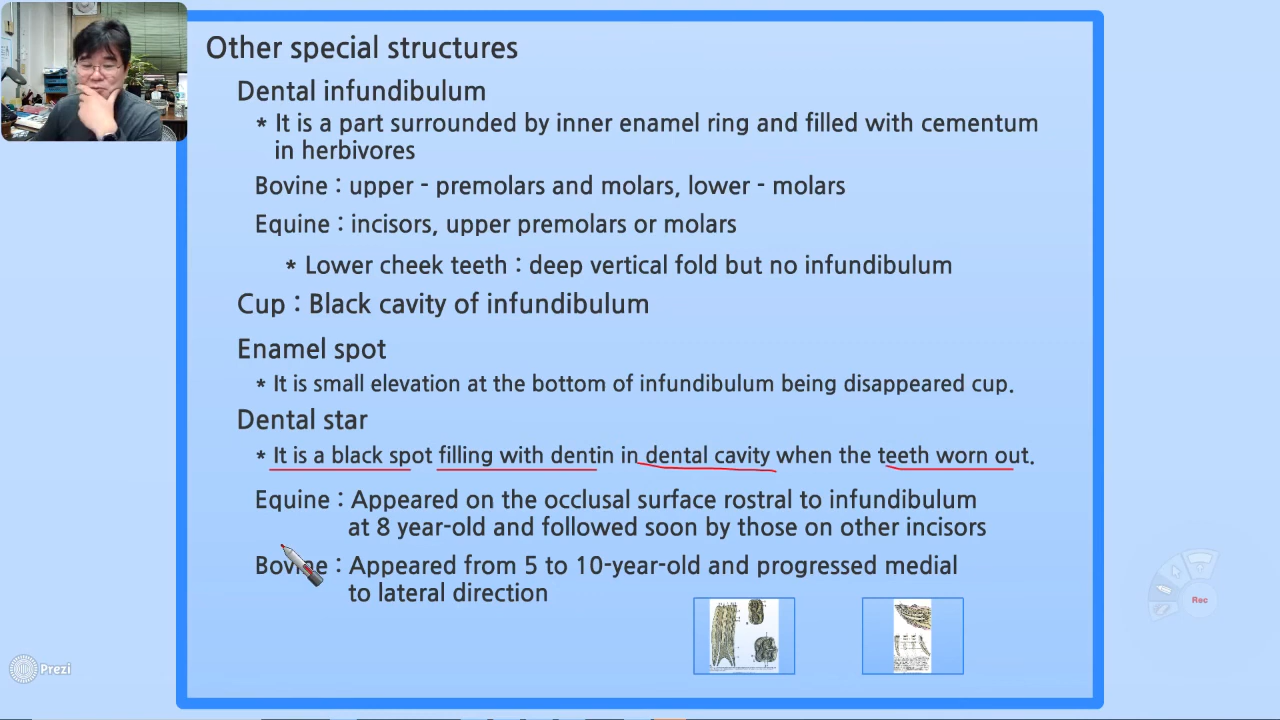 Other special structures
Dental infundibulum
* It is a part surrounded by inner enamel ring and filled with cementum
in herbivores
Bovine : upper - premolars and molars, lower - molars
Equine : incisors, upper premolars or molars
* Lower cheek teeth : deep vertical fold but no infundibulum
Cup : Black cavity of infundibulum
Enamel spot
* It is small elevation at the bottom of infundibulum being disappeared cup.
Dental star
* It is a black spot filling with dentin in dental cavity when the teeth worn out.
Equine : Appeared on the occlusal surface rostral to infundibulum
at 8 year-old and followed soon by those on other incisors
Bovine : Appeared from 5 to 10-year-old and progressed medial
to lateral direction
Rec
Prezi